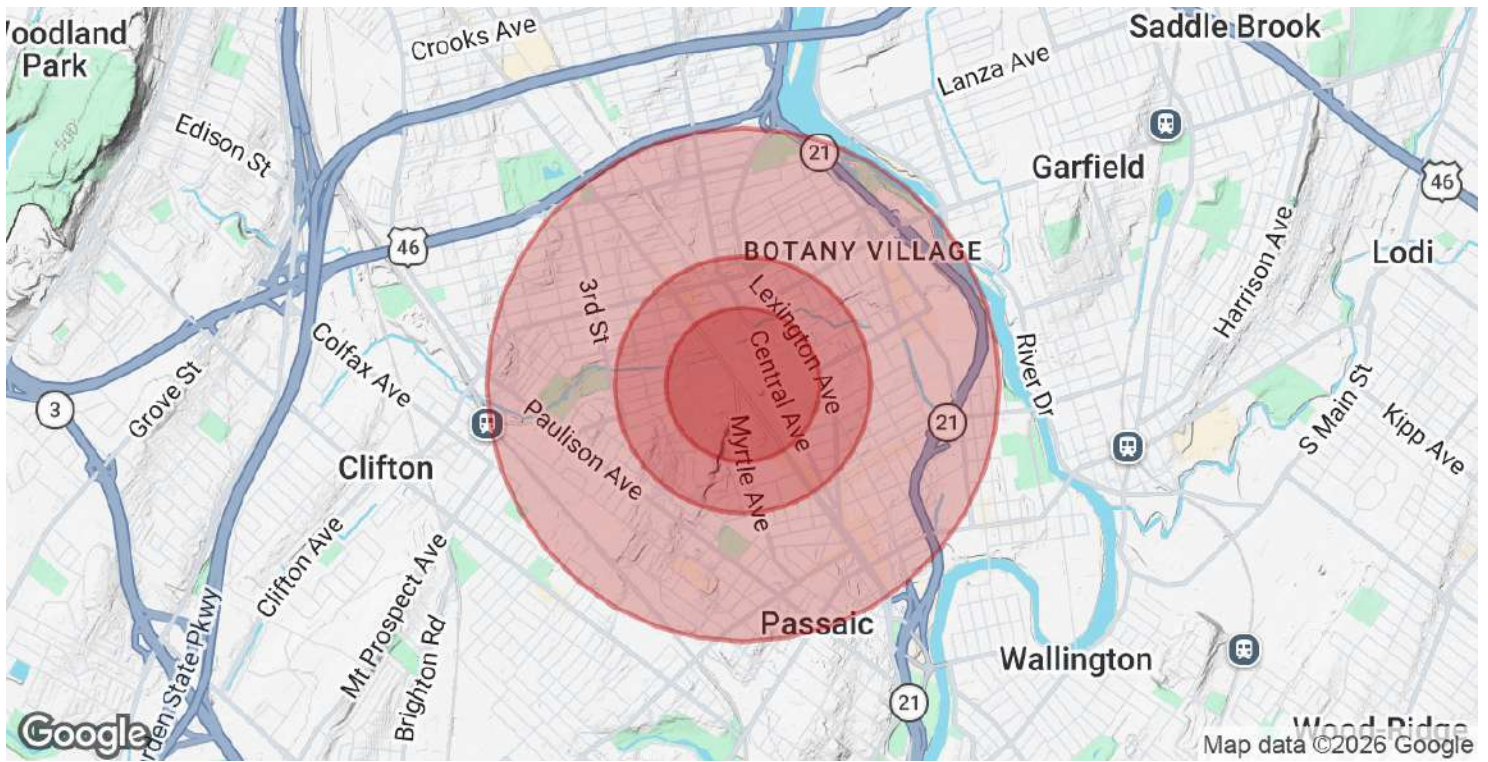 oodland
Park
Crooks Ave
Saddle Brook
Lanza Ave
Edison St
500
21
Garfield
46
46
BOTANY VILLAGE
Lodi
Harrison Ave
3rd St
Lexington Ave
Central Ave
Colfax Ave
River Dr
Grove St
3
S Main St
Kipp Ave
21
Paulison Ave
Myrtle Ave
Clifton
Clifton Ave
Mt Prospect Ave
Brighton Rd
Passaic
Wallington
arden State Pkwy
21
Google
Wood-Ridge
Map data ©2026 Google